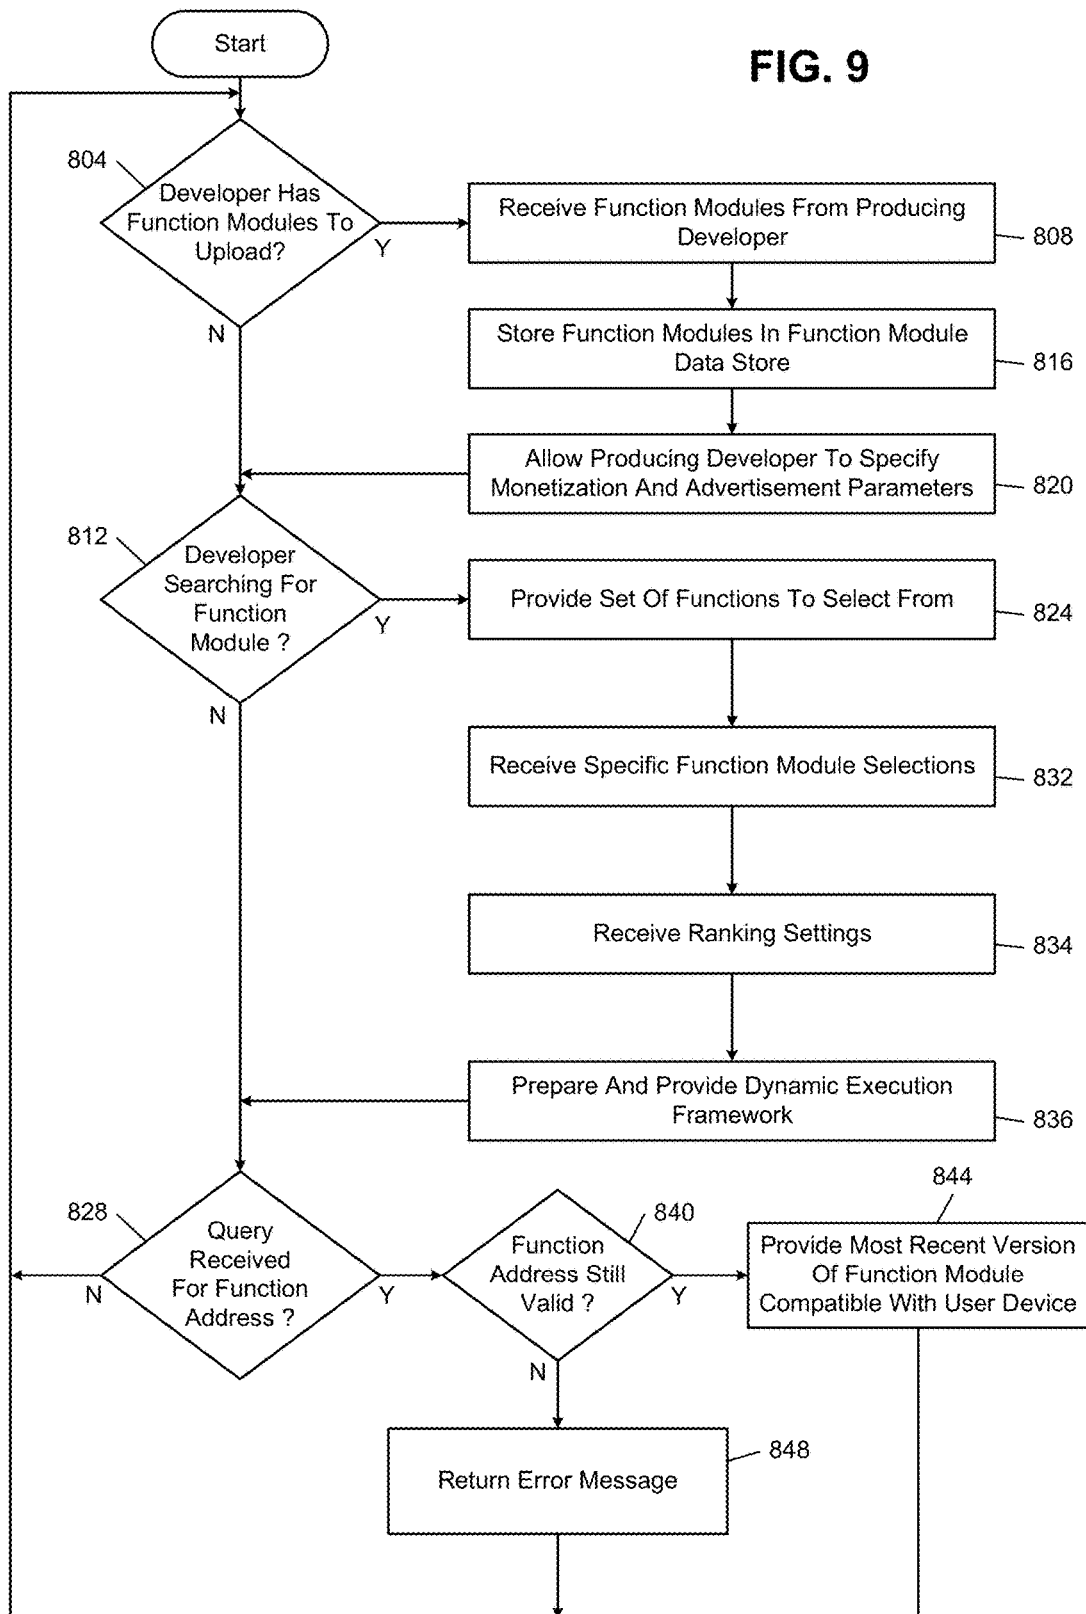 Start
FIG. 9
804
Developer Has
Function Modules To
Upload?
Y
N
Receive Function Modules From Producing
Developer
808
Store Function Modules In Function Module
Data Store
816
Allow Producing Developer To Specify
Monetization And Advertisement Parameters
820
812
Developer
Searching For
Function
Module ?
Y
N
Provide Set Of Functions To Select From
824
Receive Specific Function Module Selections
832
Receive Ranking Settings
834
Prepare And Provide Dynamic Execution
Framework
836
828
Query
Received
For Function
Address ?
N
Y
840
Function
Address Still
Valid ?
Y
N
844
Provide Most Recent Version
Of Function Module
Compatible With User Device
Return Error Message
848